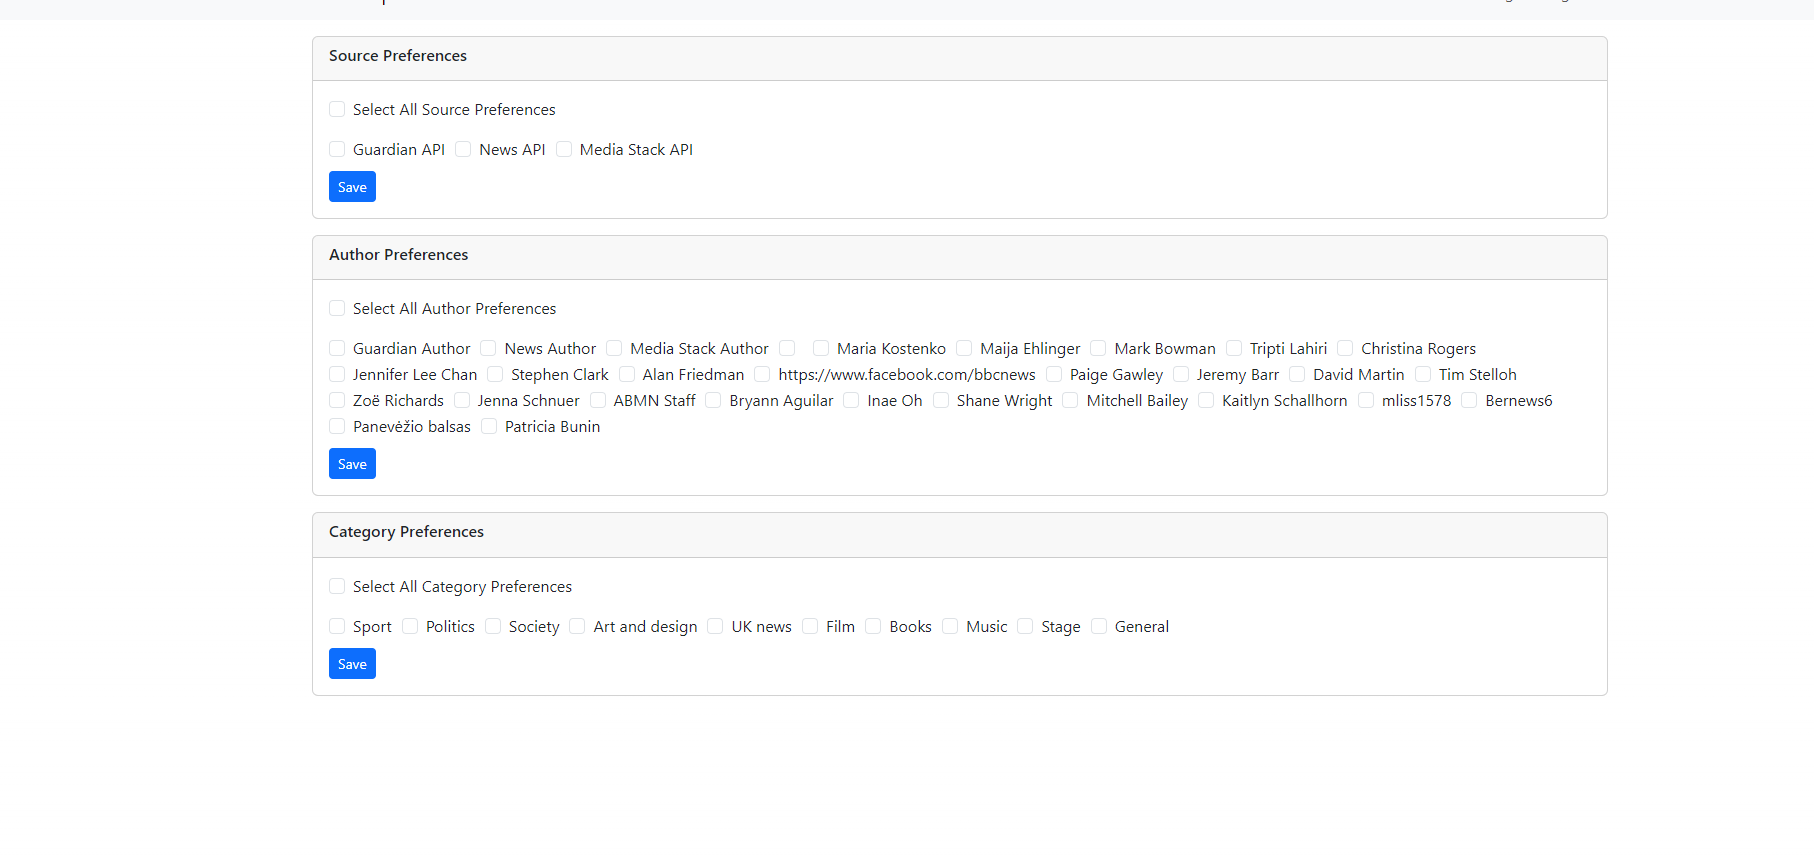 Source Preferences
Select All Source Preferences
Guardian API News API Media Stack API
Save
Author Preferences
Select All Author Preferences
Guardian Author News Author Media Stack Author Maria Kostenko Maija Ehlinger Mark Bowman Tripti Lahiri Christina Rogers
Jennifer Lee Chan Stephen Clark Alan Friedman https://www.facebook.com/bbcnews Paige Gawley Jeremy Barr David Martin Tim Stelloh
Zoë Richards Jenna Schnuer ABMN Staff Bryann Aguilar Inae Oh Shane Wright Mitchell Bailey Kaitlyn Schallhorn mliss1578 Bernews6
Panevėžio balsas Patricia Bunin
Save
Category Preferences
Select All Category Preferences
Sport Politics Society Art and design UK news Film Books Music Stage General
Save